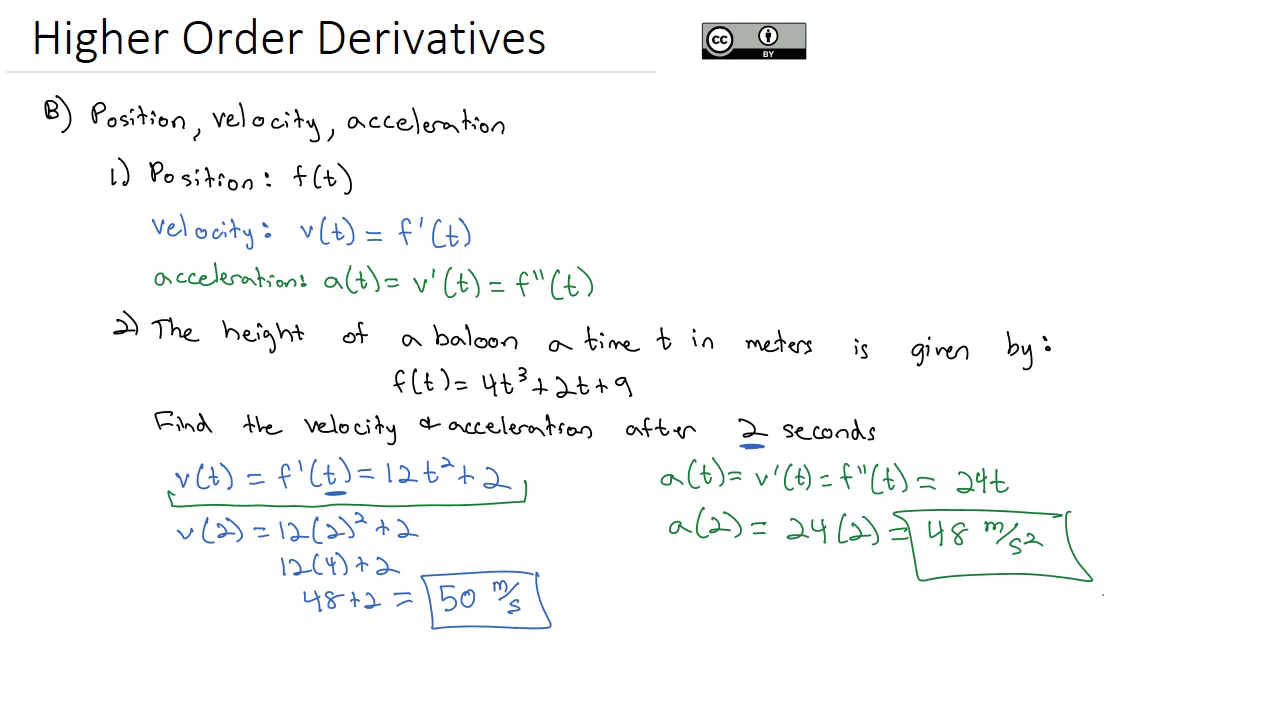 Higher Order Derivatives
CC BY
B) Position, velocity, acceleration
1) Position: f(t)
velocity: v(t) = f'(t)
acceleration: a(t) = v'(t) = f"(t)
2) The height of a baloon a time t in meters is given by:
f(t) = 4t³ + 2t + 9
Find the velocity & acceleration after 2 seconds
v(t) = f'(t) = 12t² + 2
v(2) = 12(2)² + 2
12(4) + 2
48 + 2 = 50 m/s
a(t) = v'(t) = f"(t) = 24t
a(2) = 24(2) = 48 m/s²